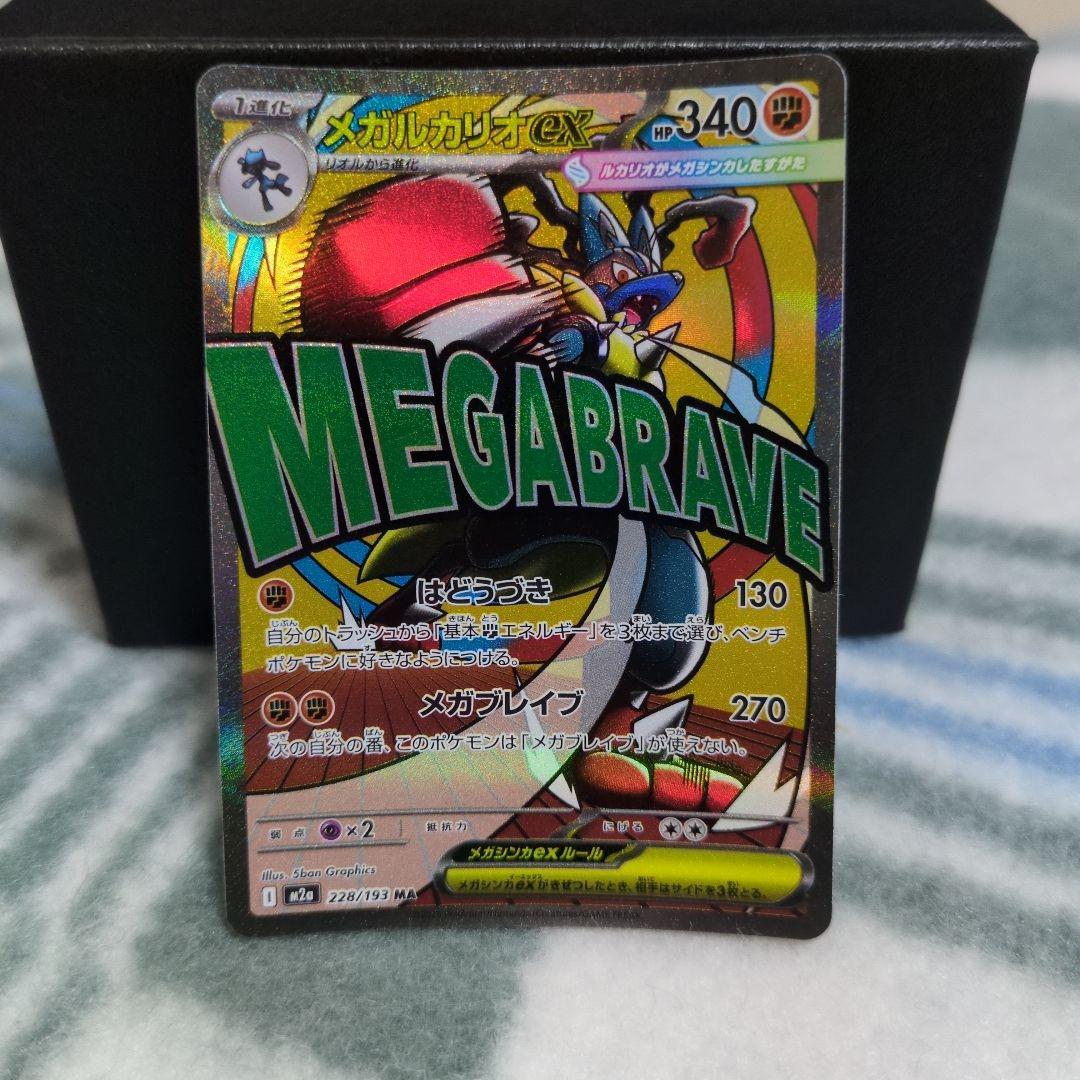 1進化
メガルカリオex
HP 340
リオルから進化
ルカリオがメガシンカしたすがた
MEGABRAVE
はどうづき 130
自分のトラッシュから「基本エネルギー」を3枚まで選び、ベンチ
ポケモンに好きなようにつける。
メガブレイブ 270
次の自分の番、このポケモンは「メガブレイブ」が使えない。
弱点 ×2 抵抗力 にげる
メガシンカexルール
メガシンカexがきぜつしたとき、相手はサイドを3枚とる。
Illus. 5ban Graphics
I M2a 228/193 MA